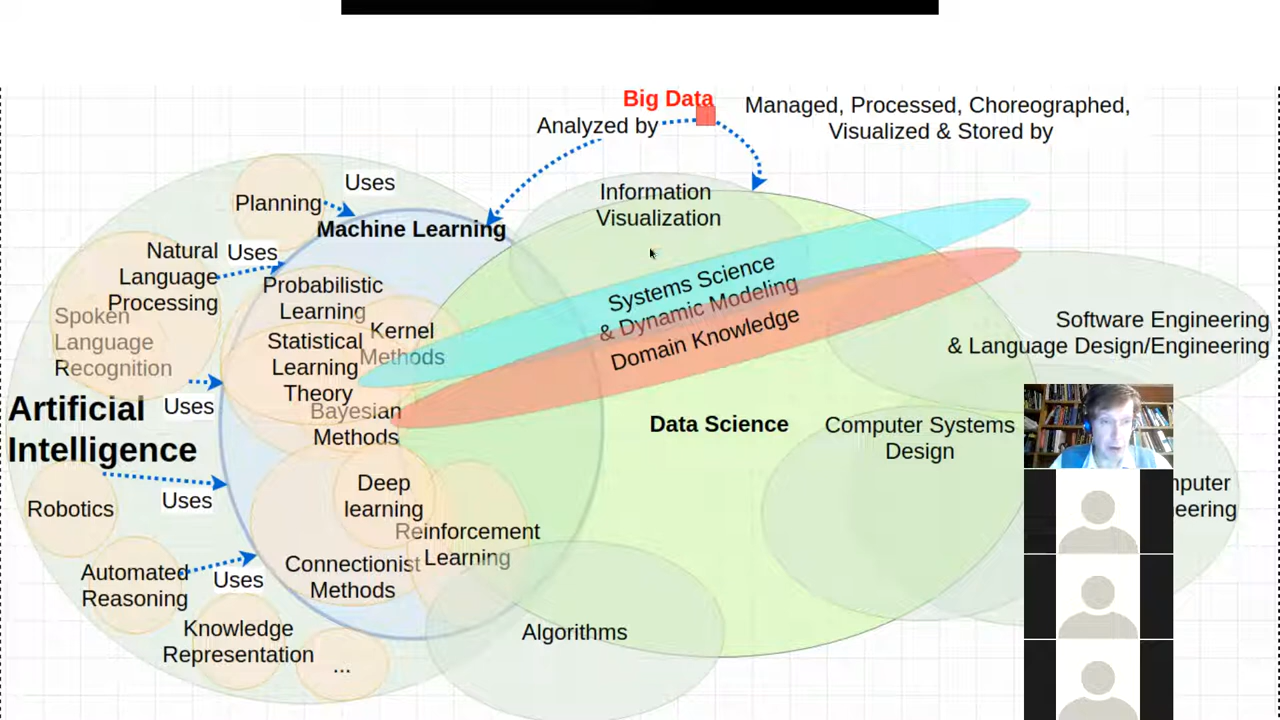 Big Data
Analyzed by
Managed, Processed, Choreographed,
Visualized & Stored by
Planning
Uses
Machine Learning
Information
Visualization
Natural
Language
Processing
Uses
Spoken
Language
Recognition
Probabilistic
Learning
Kernel
Methods
Statistical
Learning
Theory
Bayesian
Methods
Systems Science
& Dynamic Modeling
Domain Knowledge
Software Engineering
& Language Design/Engineering
Uses
Artificial
Intelligence
Data Science
Computer Systems
Design
Uses
Robotics
Deep
learning
Reinforcement
Learning
Connectionist
Methods
Automated
Reasoning
Uses
Knowledge
Representation
...
Algorithms